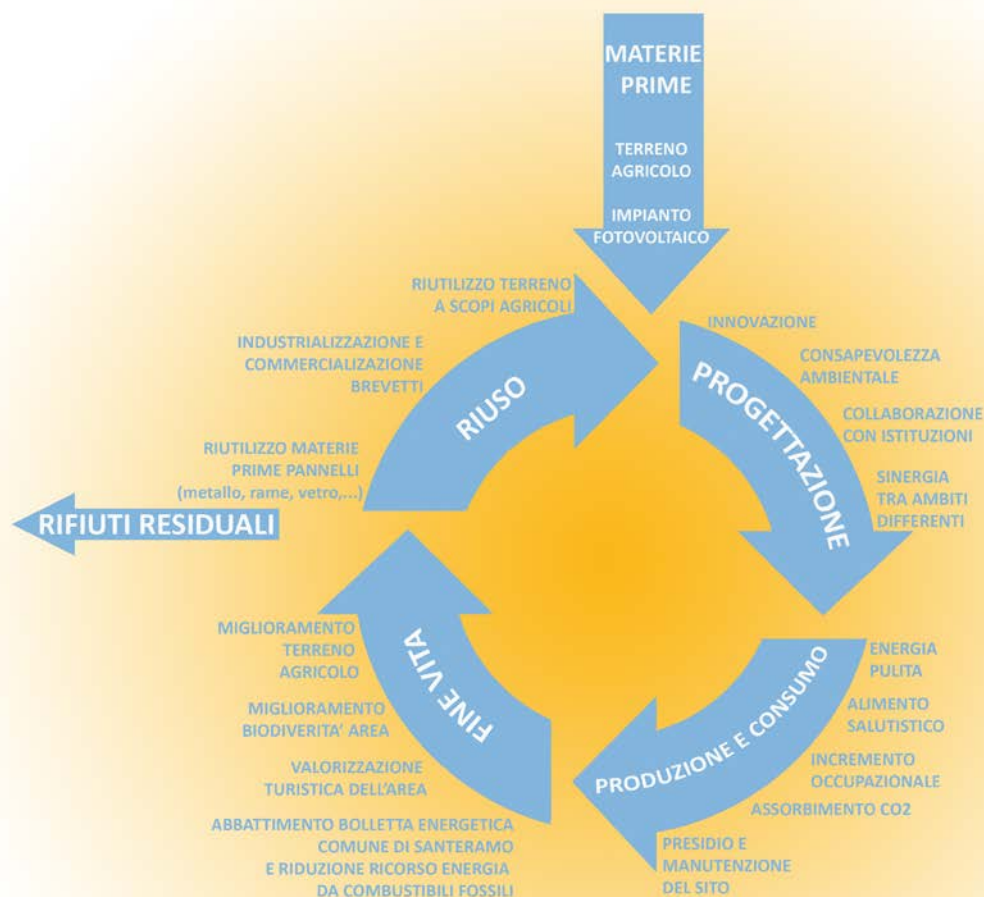 MATERIE
PRIME
TERRENO
AGRICOLO
IMPIANTO
FOTOVOLTAICO
INNOVAZIONE
CONSAPEVOLEZZA
AMBIENTALE
COLLABORAZIONE
CON ISTITUZIONI
SINERGIA
TRA AMBITI
DIFFERENTI
PROGETTAZIONE
ENERGIA
PULITA
ALIMENTO
SALUTISTICO
INCREMENTO
OCCUPAZIONALE
ASSORBIMENTO CO2
PRESIDIO E
MANUTENZIONE
DEL SITO
PRODUZIONE E CONSUMO
FINE VITA
MIGLIORAMENTO
TERRENO
AGRICOLO
MIGLIORAMENTO
BIODIVERITA' AREA
VALORIZZAZIONE
TURISTICA DELL'AREA
ABBATTIMENTO BOLLETTA ENERGETICA
COMUNE DI SANTERAMO
E RIDUZIONE RICORSO ENERGIA
DA COMBUSTIBILI FOSSILI
RIUSO
RIUTILIZZO TERRENO
A SCOPI AGRICOLI
INDUSTRIALIZZAZIONE E
COMMERCIALIZZAZIONE
BREVETTI
RIUTILIZZO MATERIE
PRIME PANNELLI
(metallo, rame, vetro,...)
RIFIUTI RESIDUALI